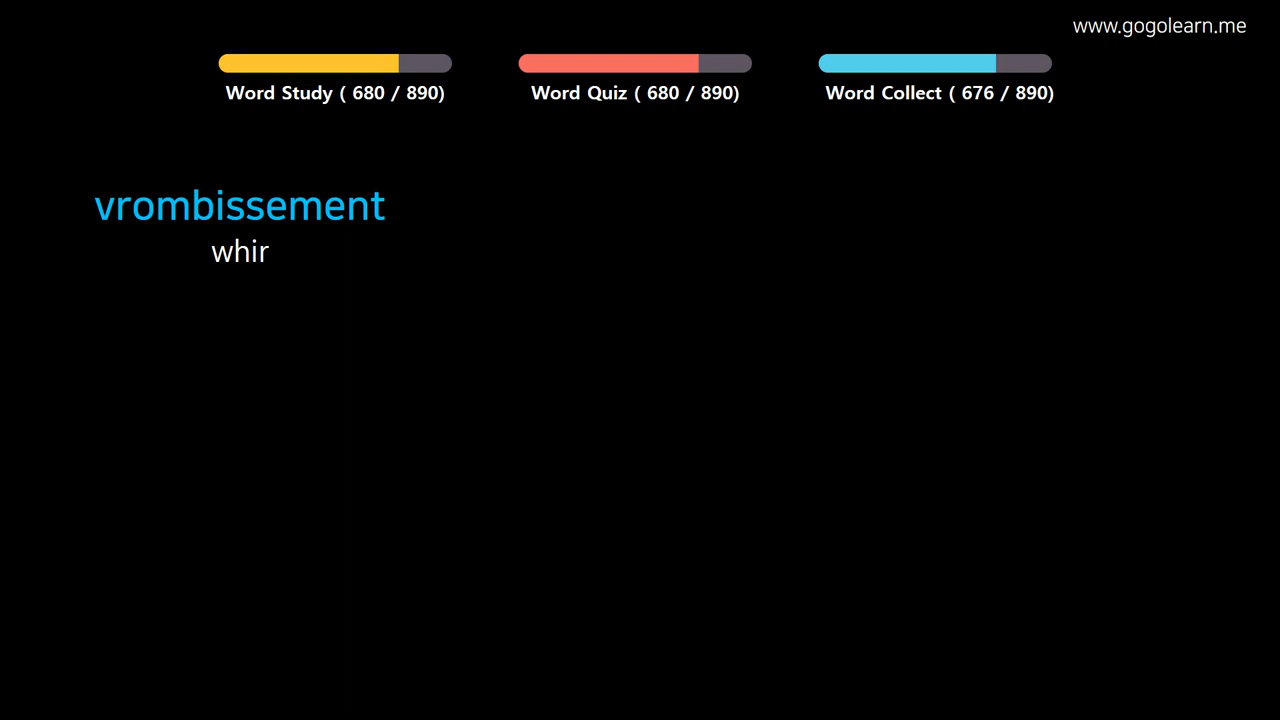 www.gogolearn.me
Word Study ( 680 / 890)
Word Quiz ( 680 / 890)
Word Collect ( 676 / 890)
vrombissement
whir